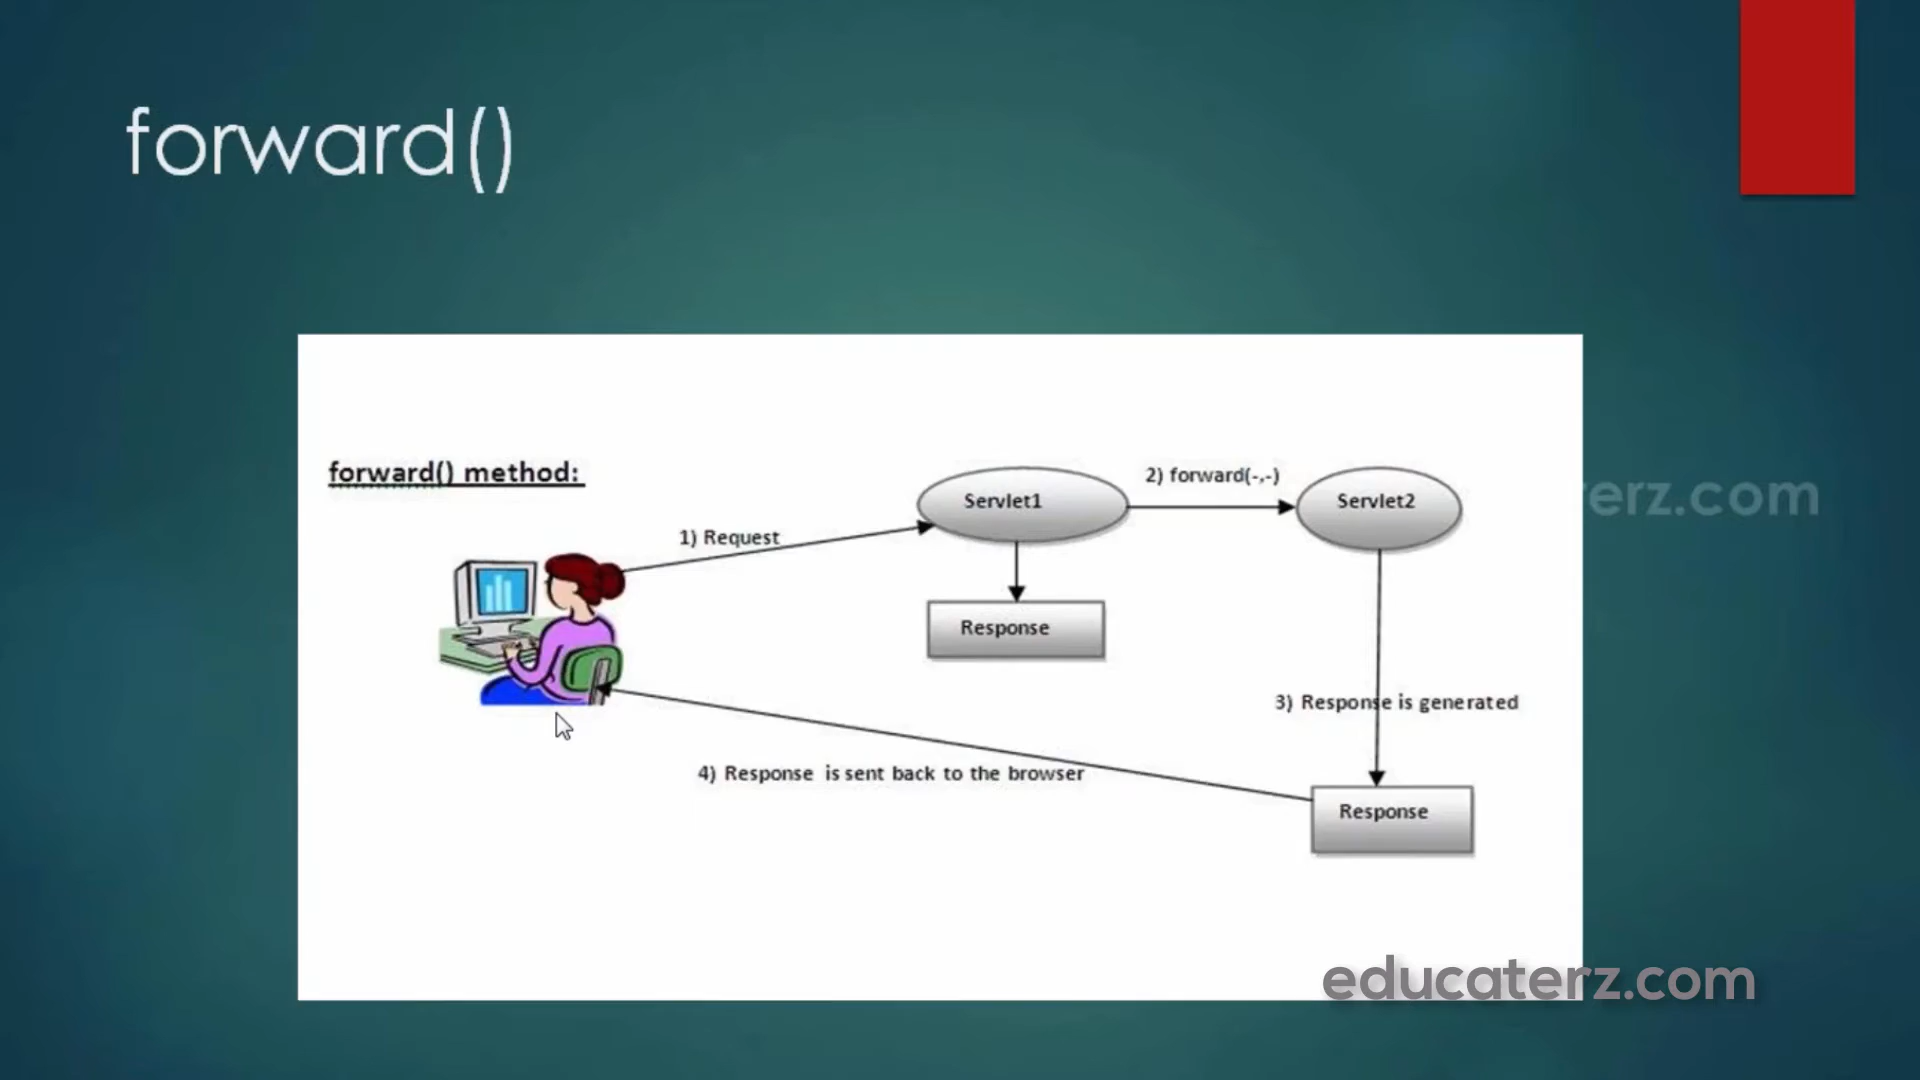 forward()
forward() method:
Servlet1
2) forward(-,-)
Servlet2
1) Request
Response
3) Response is generated
4) Response is sent back to the browser
Response
terz.com
educaterz.com